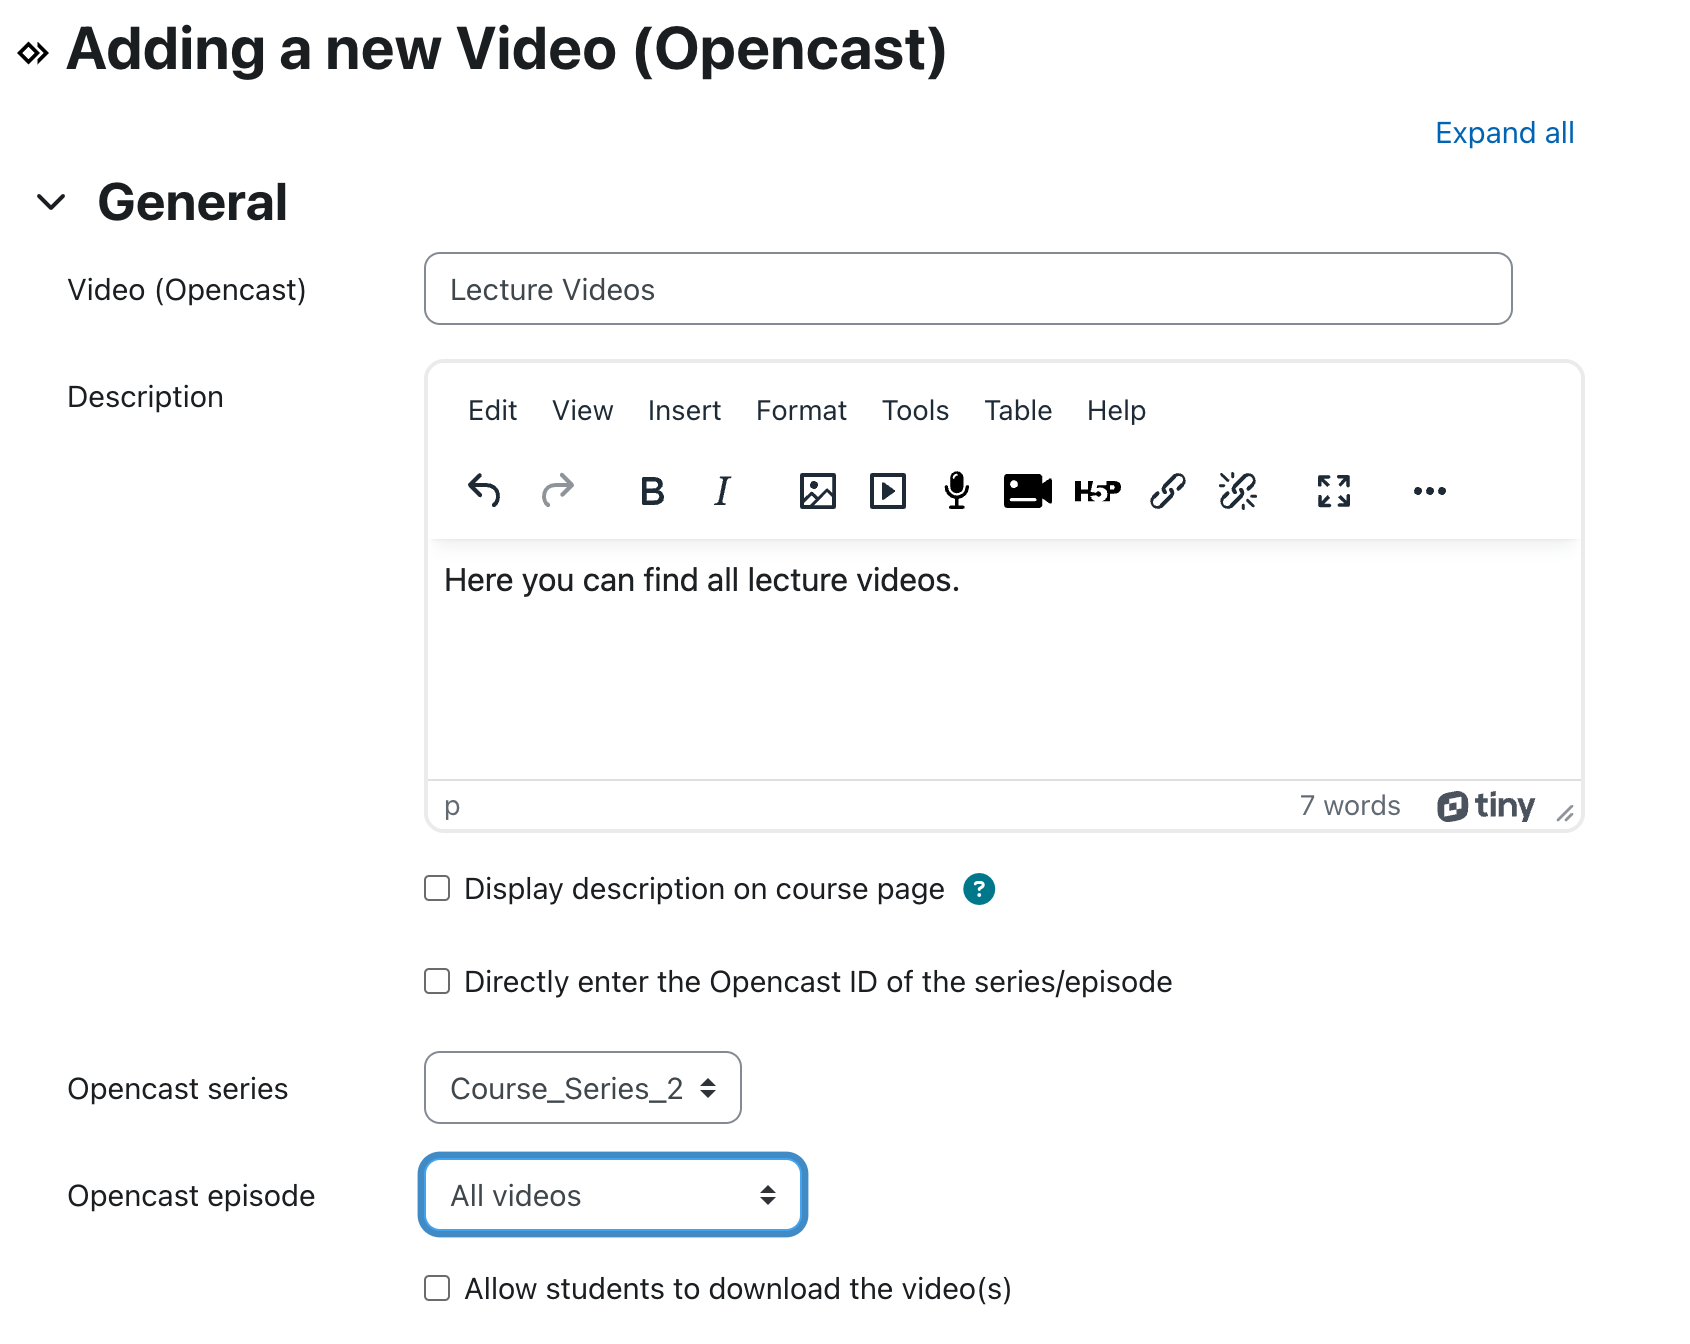 Adding a new Video (Opencast)
Expand all
General
Video (Opencast)
Lecture Videos
Description
Edit View Insert Format Tools Table Help
B I H5P
Here you can find all lecture videos.
p 7 words tiny
Display description on course page ?
Directly enter the Opencast ID of the series/episode
Opencast series
Course_Series_2
Opencast episode
All videos
Allow students to download the video(s)